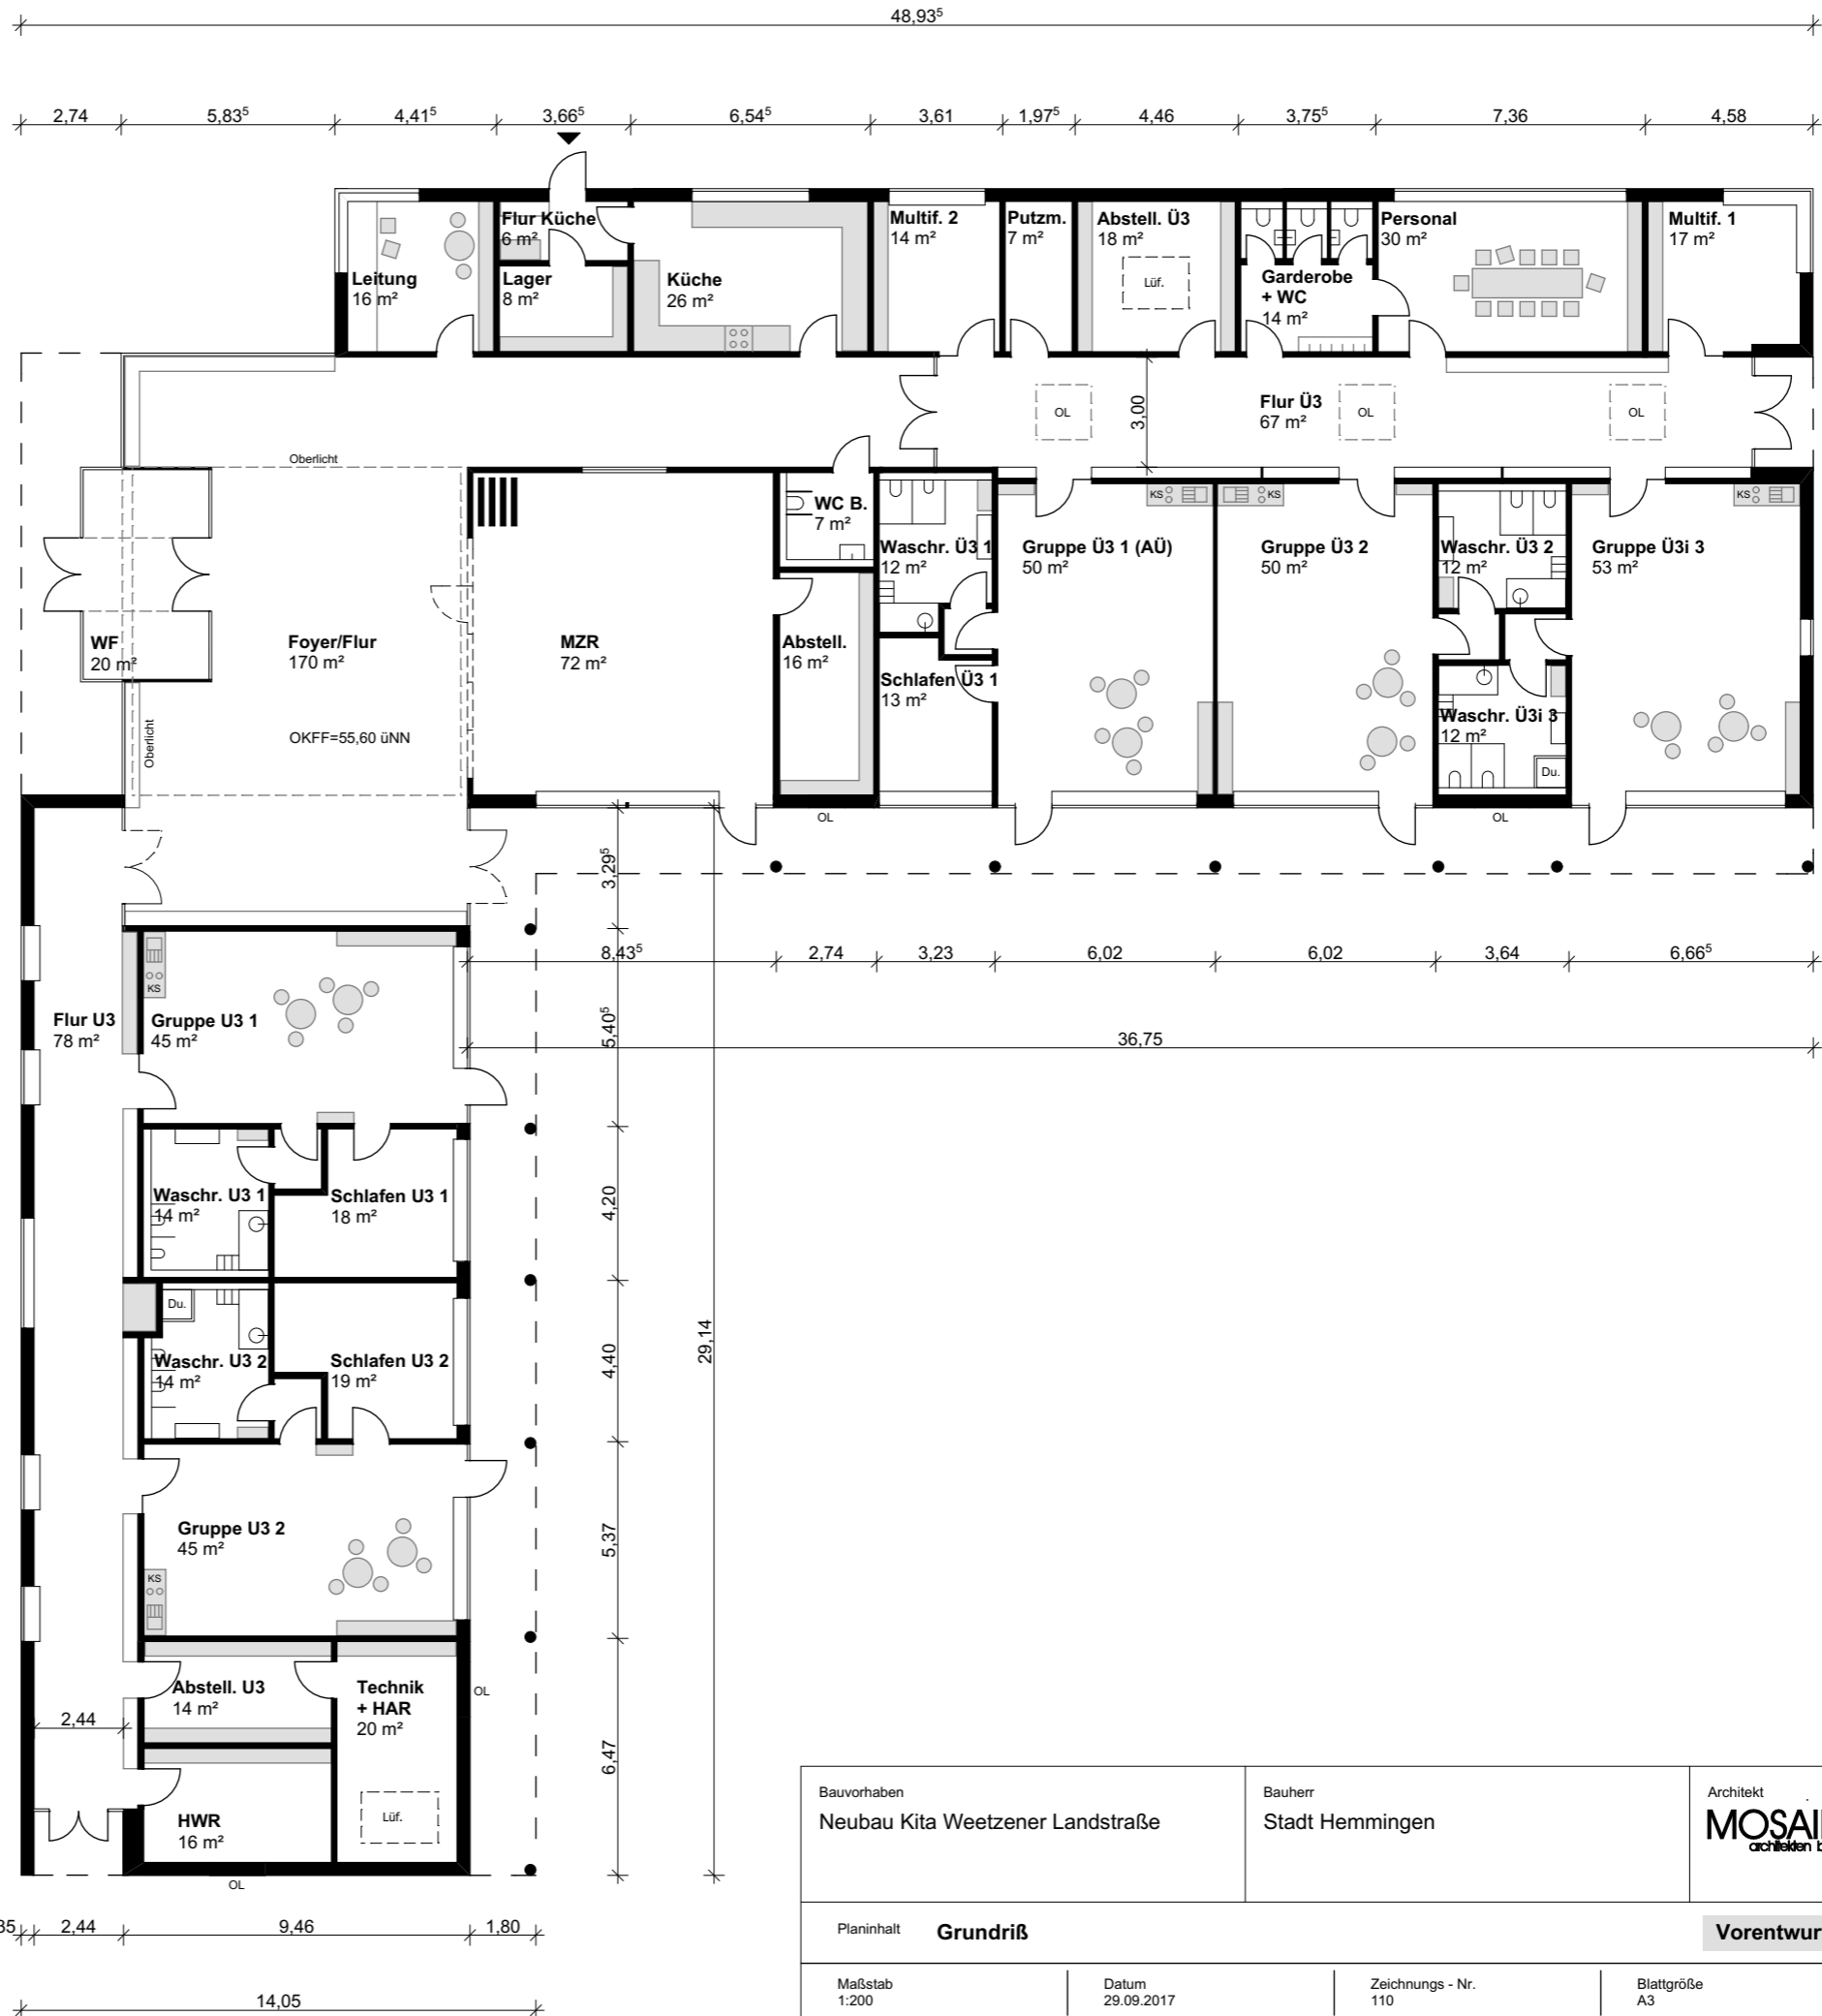 48,93⁵
2,74 5,83⁵ 4,41⁵ 3,66⁵ 6,54⁵ 3,61 1,97⁵ 4,46 3,75⁵ 7,36 4,58
Leitung
16 m²
Flur Küche
6 m²
Lager
8 m²
Küche
26 m²
Multif. 2
14 m²
Putzm.
7 m²
Abstell. Ü3
18 m²
Lüf.
Garderobe
+ WC
14 m²
Personal
30 m²
Multif. 1
17 m²
OL
3,00
Flur Ü3
67 m²
OL
OL
Oberlicht
WF
20 m²
Foyer/Flur
170 m²
OKFF=55,60 üNN
Oberlicht
MZR
72 m²
WC B.
7 m²
Abstell.
16 m²
Waschr. Ü3 1
12 m²
Schlafen Ü3 1
13 m²
KS
Gruppe Ü3 1 (AÜ)
50 m²
KS
Gruppe Ü3 2
50 m²
Waschr. Ü3 2
12 m²
Waschr. Ü3i 3
12 m²
Du.
KS
Gruppe Ü3i 3
53 m²
OL
OL
3,29⁵
8,43⁵ 2,74 3,23 6,02 6,02 3,64 6,66⁵
36,75
5,40⁵
4,20
4,40
5,37
6,47
29,14
Flur U3
78 m²
KS
Gruppe U3 1
45 m²
Waschr. U3 1
14 m²
Schlafen U3 1
18 m²
Du.
Waschr. U3 2
14 m²
Schlafen U3 2
19 m²
Gruppe U3 2
45 m²
KS
Abstell. U3
14 m²
Technik
+ HAR
20 m²
OL
2,44
HWR
16 m²
Lüf.
OL
35 2,44 9,46 1,80
14,05
Bauvorhaben
Neubau Kita Weetzener Landstraße
Bauherr
Stadt Hemmingen
Architekt
MOSAI
architekten b
Planinhalt Grundriß
Vorentwur
Maßstab
1:200
Datum
29.09.2017
Zeichnungs - Nr.
110
Blattgröße
A3